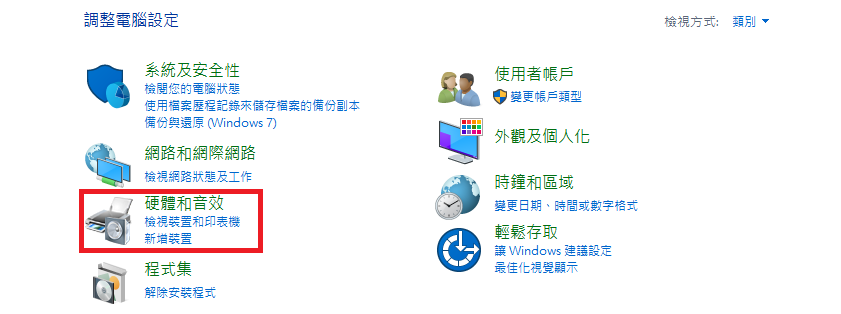 調整電腦設定
檢視方式: 類別
系統及安全性
檢閱您的電腦狀態
使用檔案歷程記錄來儲存檔案的備份副本
備份與還原 (Windows 7)
網路和網際網路
檢視網路狀態及工作
硬體和音效
檢視裝置和印表機
新增裝置
程式集
解除安裝程式
使用者帳戶
變更帳戶類型
外觀及個人化
時鐘和區域
變更日期、時間或數字格式
輕鬆存取
讓 Windows 建議設定
最佳化視覺顯示